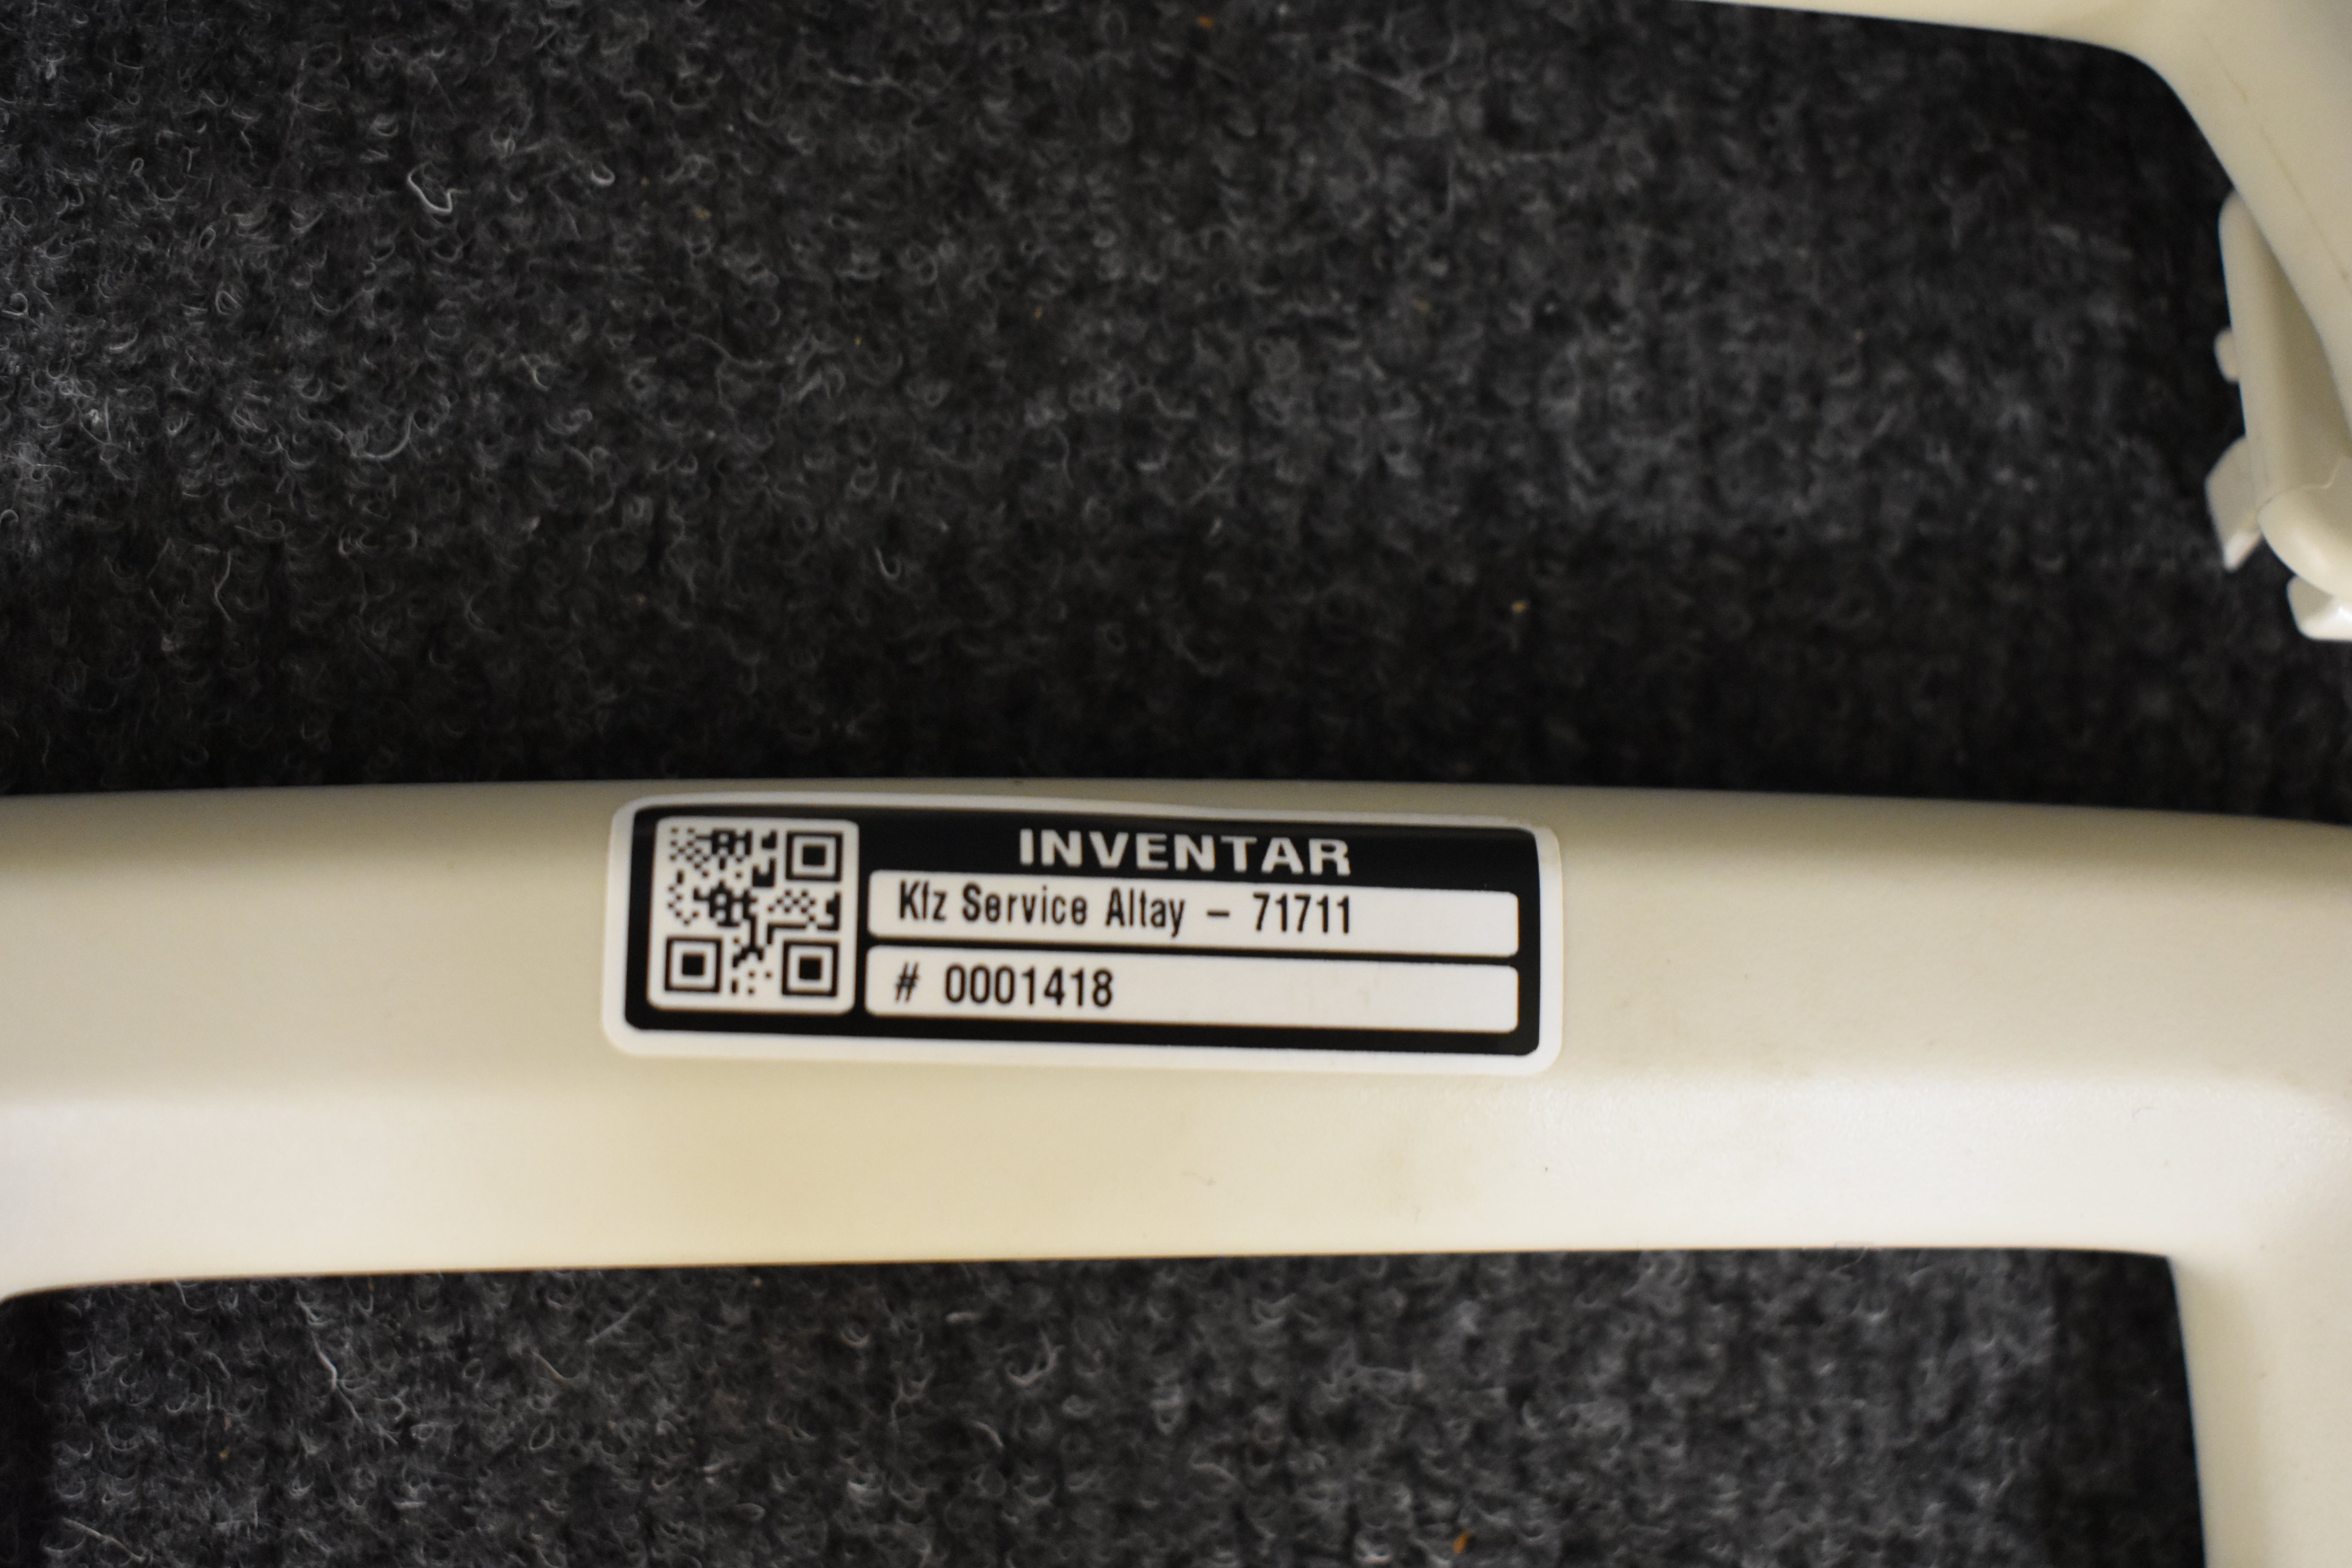 INVENTAR
Kfz Service Altay - 71711
# 0001418